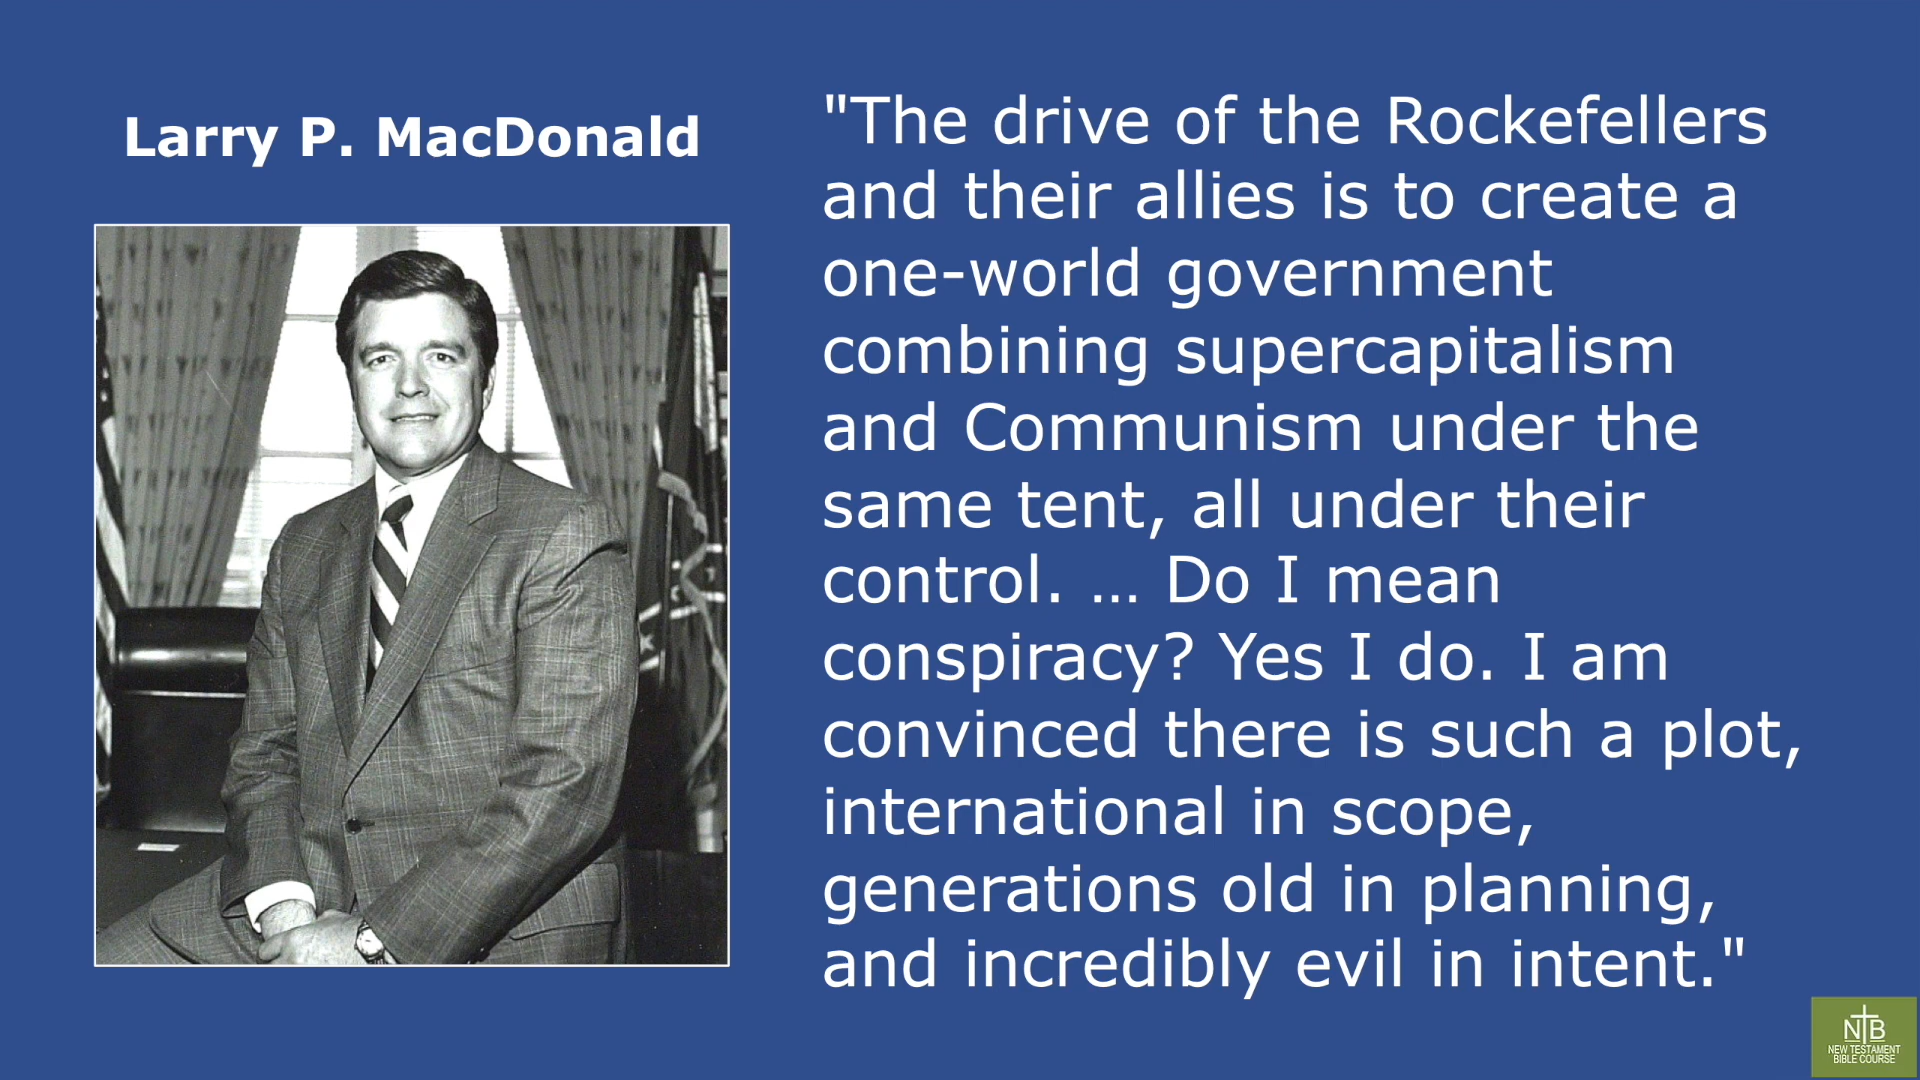 Larry P. MacDonald
"The drive of the Rockefellers
and their allies is to create a
one-world government
combining supercapitalism
and Communism under the
same tent, all under their
control. … Do I mean
conspiracy? Yes I do. I am
convinced there is such a plot,
international in scope,
generations old in planning,
and incredibly evil in intent."
NTB
NEW TESTAMENT
BIBLE COURSE